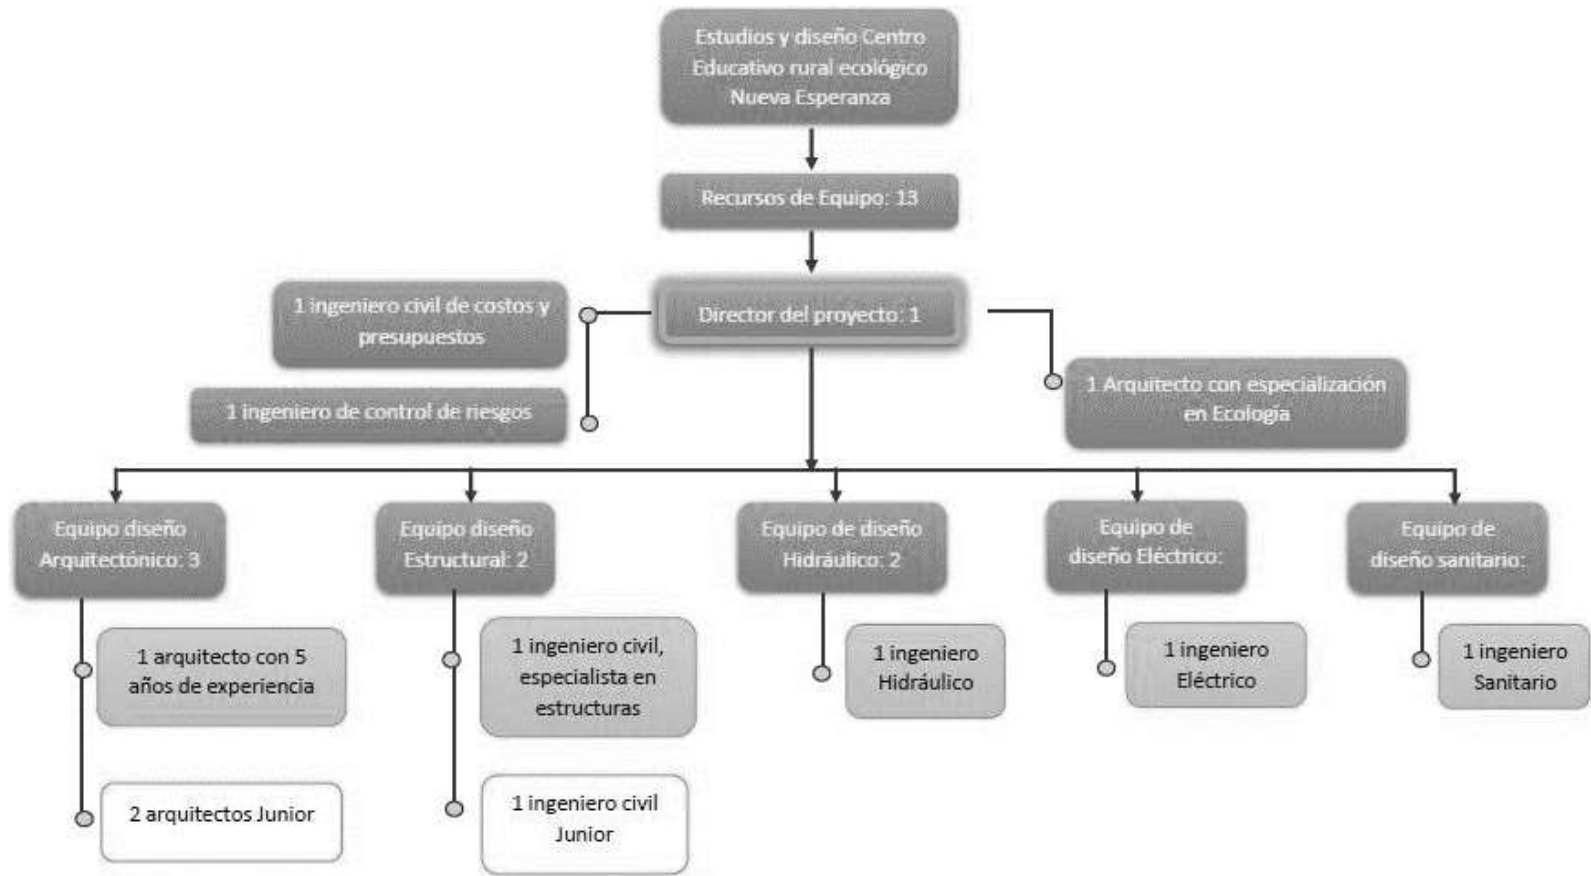 Estudios y diseño Centro
Educativo rural ecológico
Nueva Esperanza
Recursos de Equipo: 13
Director del proyecto: 1
1 ingeniero civil de costos y
presupuestos
1 ingeniero de control de riesgos
1 Arquitecto con especialización
en Ecología
Equipo diseño
Arquitectónico: 3
Equipo diseño
Estructural: 2
Equipo de diseño
Hidráulico: 2
Equipo de
diseño Eléctrico:
Equipo de
diseño sanitario:
1 arquitecto con 5
años de experiencia
1 ingeniero civil,
especialista en
estructuras
1 ingeniero
Hidráulico
1 ingeniero
Eléctrico
1 ingeniero
Sanitario
2 arquitectos Junior
1 ingeniero civil
Junior